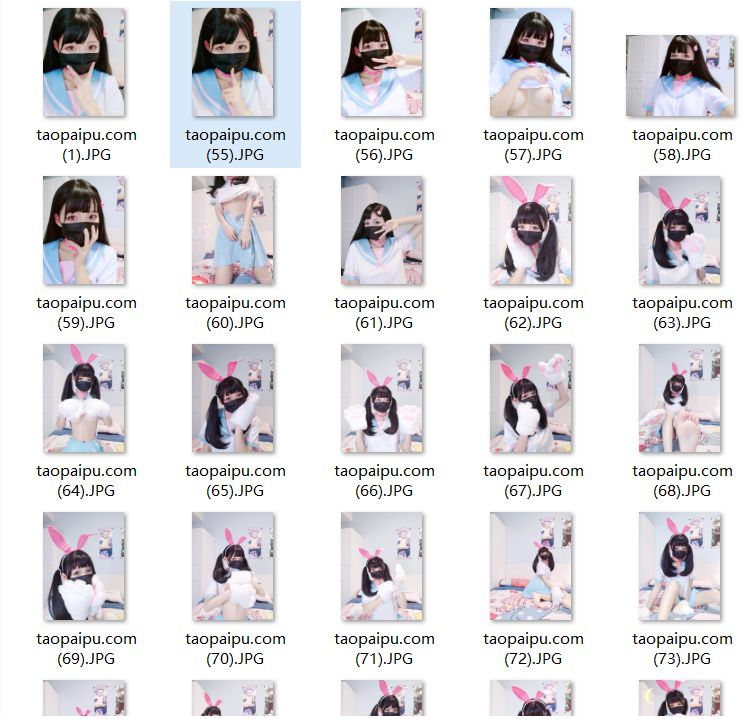 taopaipu.com
(1).JPG
taopaipu.com
(55).JPG
taopaipu.com
(56).JPG
taopaipu.com
(57).JPG
taopaipu.com
(58).JPG
taopaipu.com
(59).JPG
taopaipu.com
(60).JPG
taopaipu.com
(61).JPG
taopaipu.com
(62).JPG
taopaipu.com
(63).JPG
taopaipu.com
(64).JPG
taopaipu.com
(65).JPG
taopaipu.com
(66).JPG
taopaipu.com
(67).JPG
taopaipu.com
(68).JPG
taopaipu.com
(69).JPG
taopaipu.com
(70).JPG
taopaipu.com
(71).JPG
taopaipu.com
(72).JPG
taopaipu.com
(73).JPG